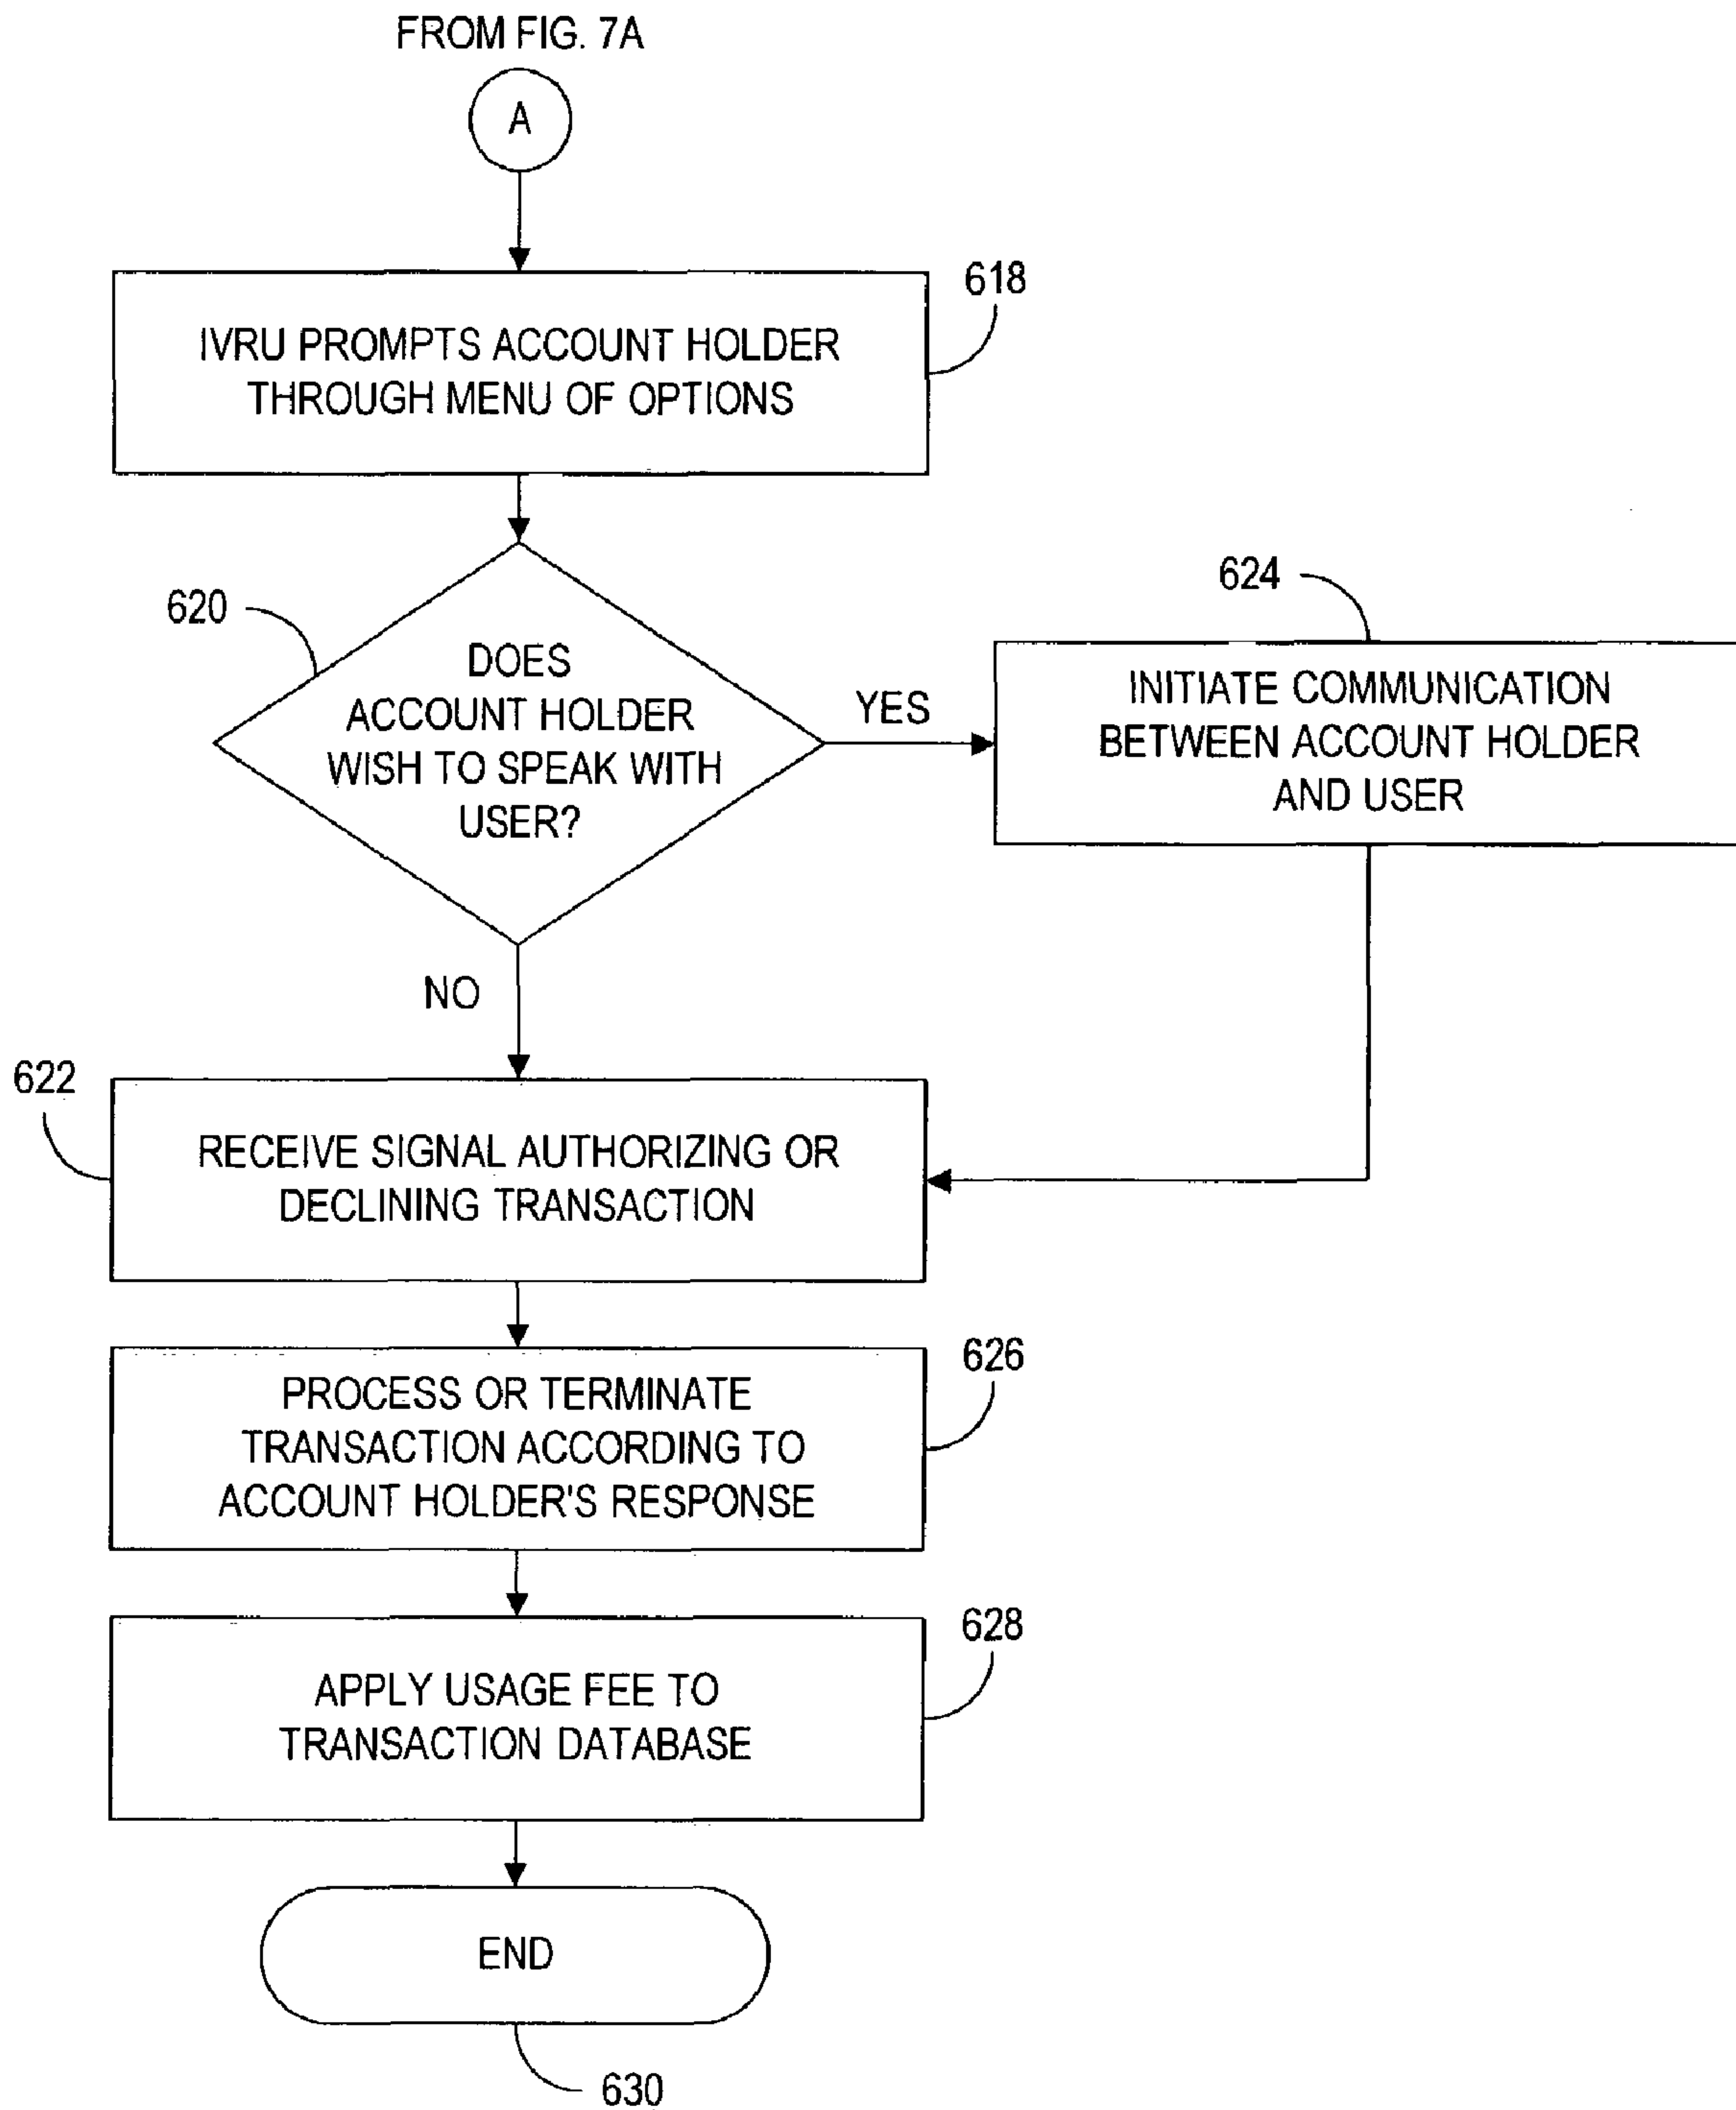 FROM FIG. 7A
A
618
IVRU PROMPTS ACCOUNT HOLDER
THROUGH MENU OF OPTIONS
620
DOES
ACCOUNT HOLDER
WISH TO SPEAK WITH
USER?
YES
624
INITIATE COMMUNICATION
BETWEEN ACCOUNT HOLDER
AND USER
NO
622
RECEIVE SIGNAL AUTHORIZING OR
DECLINING TRANSACTION
626
PROCESS OR TERMINATE
TRANSACTION ACCORDING TO
ACCOUNT HOLDER'S RESPONSE
628
APPLY USAGE FEE TO
TRANSACTION DATABASE
END
630